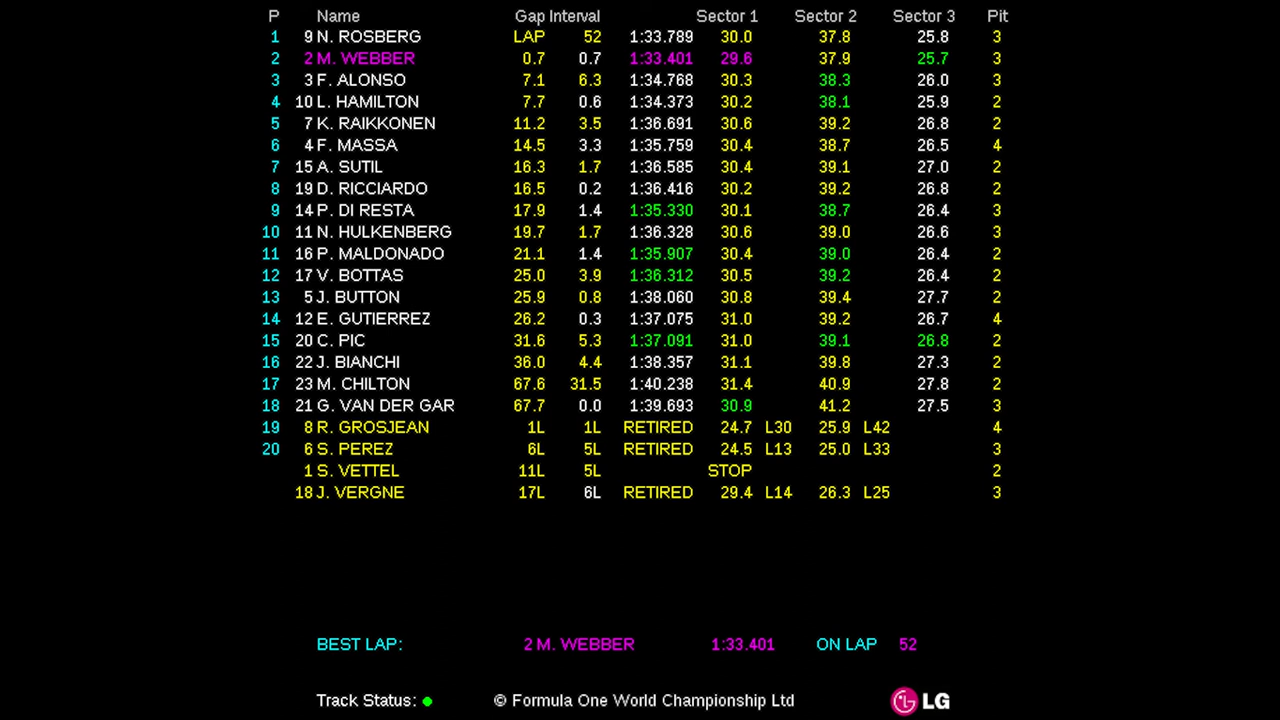 P Name Gap Interval Sector 1 Sector 2 Sector 3 Pit
1 9 N. ROSBERG LAP 52 1:33.789 30.0 37.8 25.8 3
2 2 M. WEBBER 0.7 0.7 1:33.401 29.6 37.9 25.7 3
3 3 F. ALONSO 7.1 6.3 1:34.768 30.3 38.3 26.0 3
4 10 L. HAMILTON 7.7 0.6 1:34.373 30.2 38.1 25.9 2
5 7 K. RAIKKONEN 11.2 3.5 1:36.691 30.6 39.2 26.8 2
6 4 F. MASSA 14.5 3.3 1:35.759 30.4 38.7 26.5 4
7 15 A. SUTIL 16.3 1.7 1:36.585 30.4 39.1 27.0 2
8 19 D. RICCIARDO 16.5 0.2 1:36.416 30.2 39.2 26.8 2
9 14 P. DI RESTA 17.9 1.4 1:35.330 30.1 38.7 26.4 3
10 11 N. HULKENBERG 19.7 1.7 1:36.328 30.6 39.0 26.6 3
11 16 P. MALDONADO 21.1 1.4 1:35.907 30.4 39.0 26.4 2
12 17 V. BOTTAS 25.0 3.9 1:36.312 30.5 39.2 26.4 2
13 5 J. BUTTON 25.9 0.8 1:38.060 30.8 39.4 27.7 2
14 12 E. GUTIERREZ 26.2 0.3 1:37.075 31.0 39.2 26.7 4
15 20 C. PIC 31.6 5.3 1:37.091 31.0 39.1 26.8 2
16 22 J. BIANCHI 36.0 4.4 1:38.357 31.1 39.8 27.3 2
17 23 M. CHILTON 67.6 31.5 1:40.238 31.4 40.9 27.8 2
18 21 G. VAN DER GAR 67.7 0.0 1:39.693 30.9 41.2 27.5 3
19 8 R. GROSJEAN 1L 1L RETIRED 24.7 L30 25.9 L42 4
20 6 S. PEREZ 6L 5L RETIRED 24.5 L13 25.0 L33 3
1 S. VETTEL 11L 5L STOP 2
18 J. VERGNE 17L 6L RETIRED 29.4 L14 26.3 L25 3
BEST LAP: 2 M. WEBBER 1:33.401 ON LAP 52
Track Status: © Formula One World Championship Ltd LG